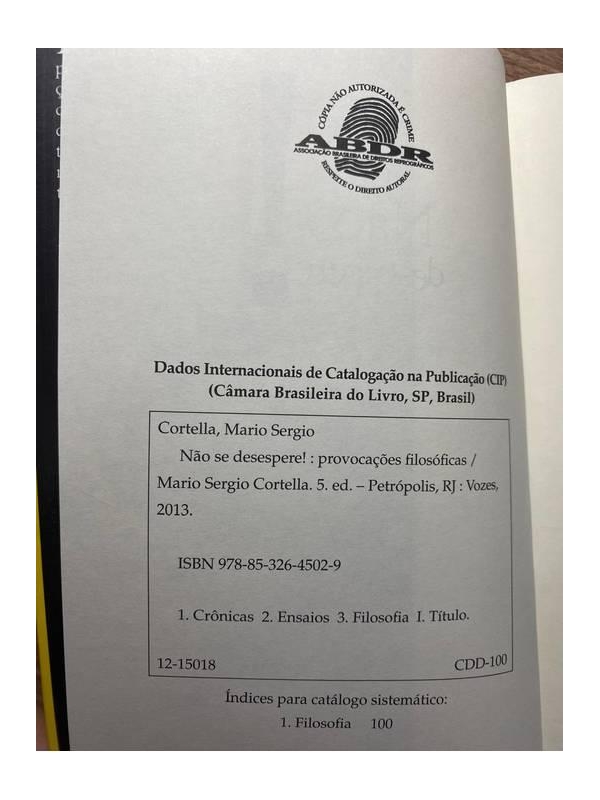 CÓPIA NÃO AUTORIZADA É CRIME
ABDR
ASSOCIAÇÃO BRASILEIRA DE DIREITOS REPROGRÁFICOS
RESPEITE O DIREITO AUTORAL
Dados Internacionais de Catalogação na Publicação (CIP)
(Câmara Brasileira do Livro, SP, Brasil)
Cortella, Mario Sergio
Não se desespere! : provocações filosóficas /
Mario Sergio Cortella. 5. ed. – Petrópolis, RJ : Vozes,
2013.
ISBN 978-85-326-4502-9
1. Crônicas 2. Ensaios 3. Filosofia I. Título.
12-15018 CDD-100
Índices para catálogo sistemático:
1. Filosofia 100